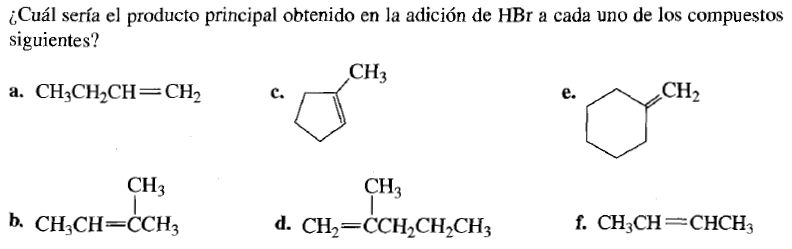 ¿Cuál sería el producto principal obtenido en la adición de HBr a cada uno de los compuestos
siguientes?
a. CH₃CH₂CH=CH₂
c. CH₃
e. CH₂
b. CH₃CH=CCH₃
CH₃
d. CH₂=CCH₂CH₂CH₃
CH₃
f. CH₃CH=CHCH₃